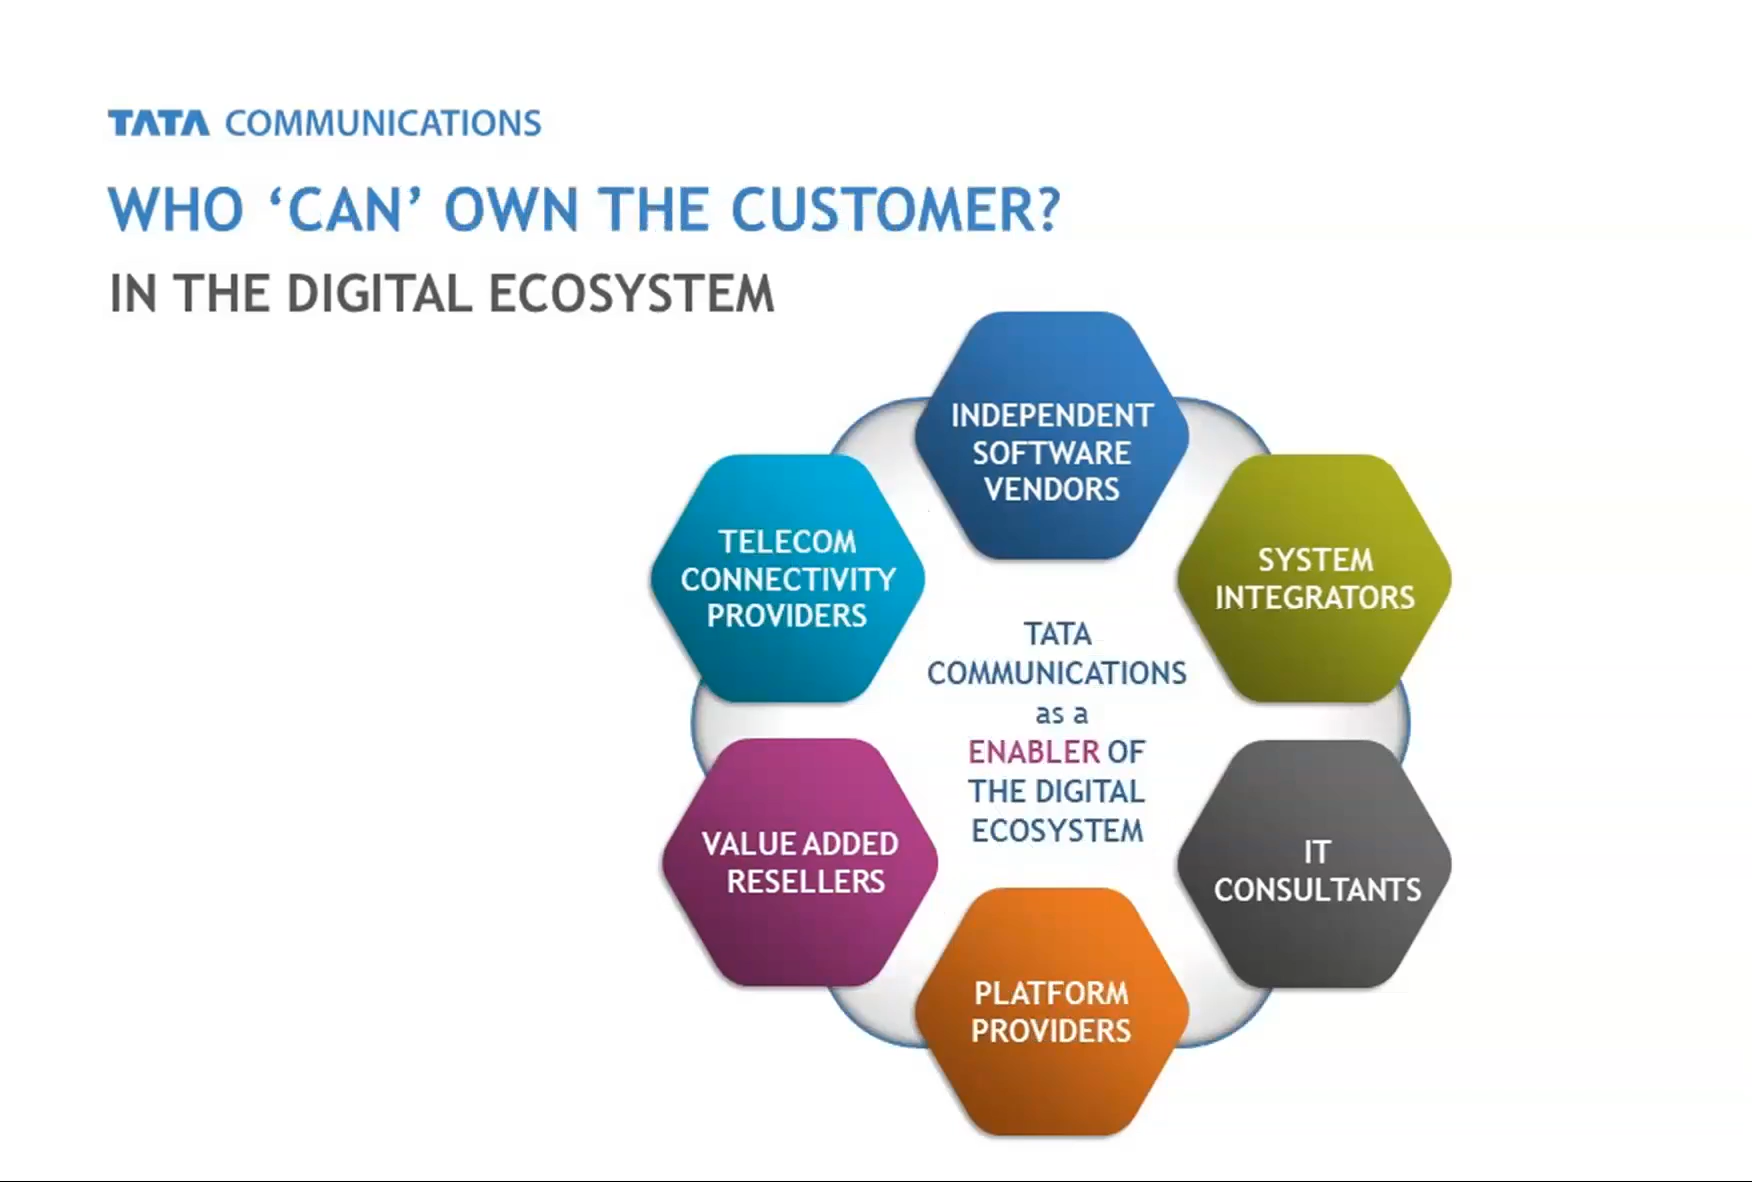 TATA COMMUNICATIONS
WHO ‘CAN’ OWN THE CUSTOMER?
IN THE DIGITAL ECOSYSTEM
INDEPENDENT
SOFTWARE
VENDORS
TELECOM
CONNECTIVITY
PROVIDERS
SYSTEM
INTEGRATORS
TATA
COMMUNICATIONS
as a
ENABLER OF
THE DIGITAL
ECOSYSTEM
VALUE ADDED
RESELLERS
IT
CONSULTANTS
PLATFORM
PROVIDERS